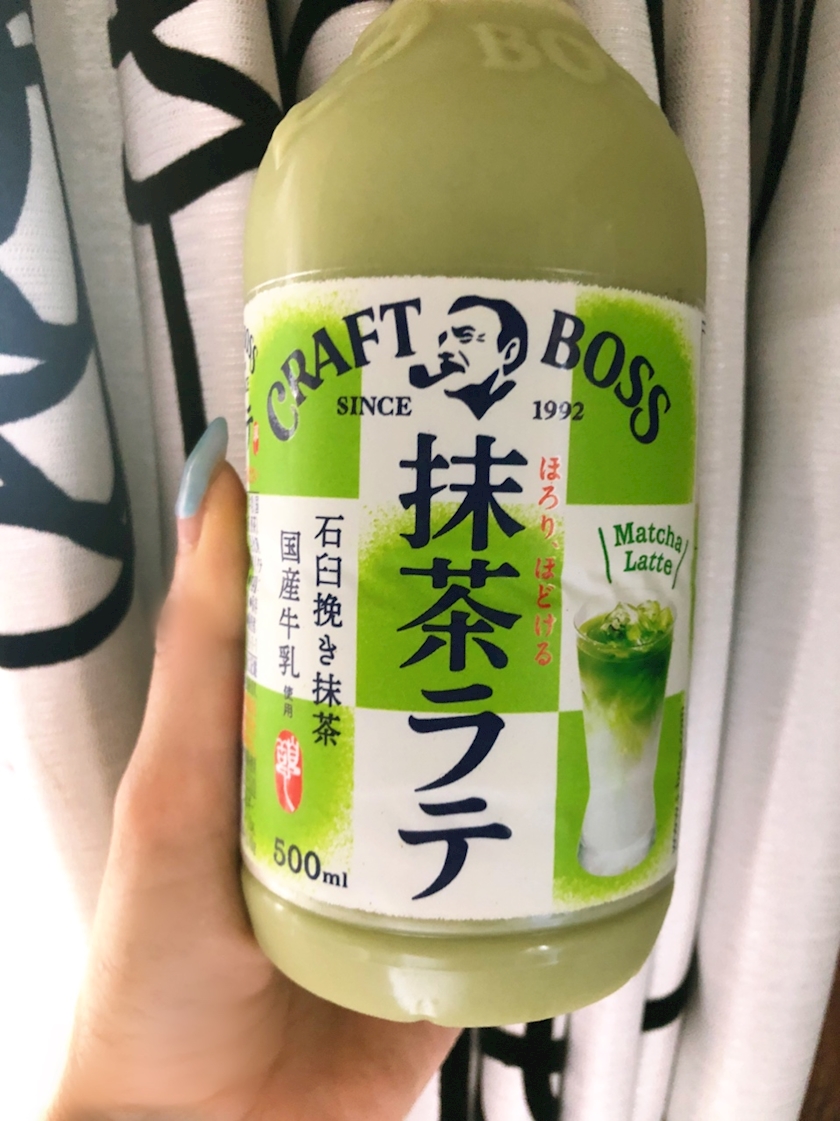 BO
CRAFT BOSS
SINCE 1992
ほろり、ほどける
抹茶ラテ
Matcha
Latte
石臼挽き抹茶
国産牛乳使用
500ml